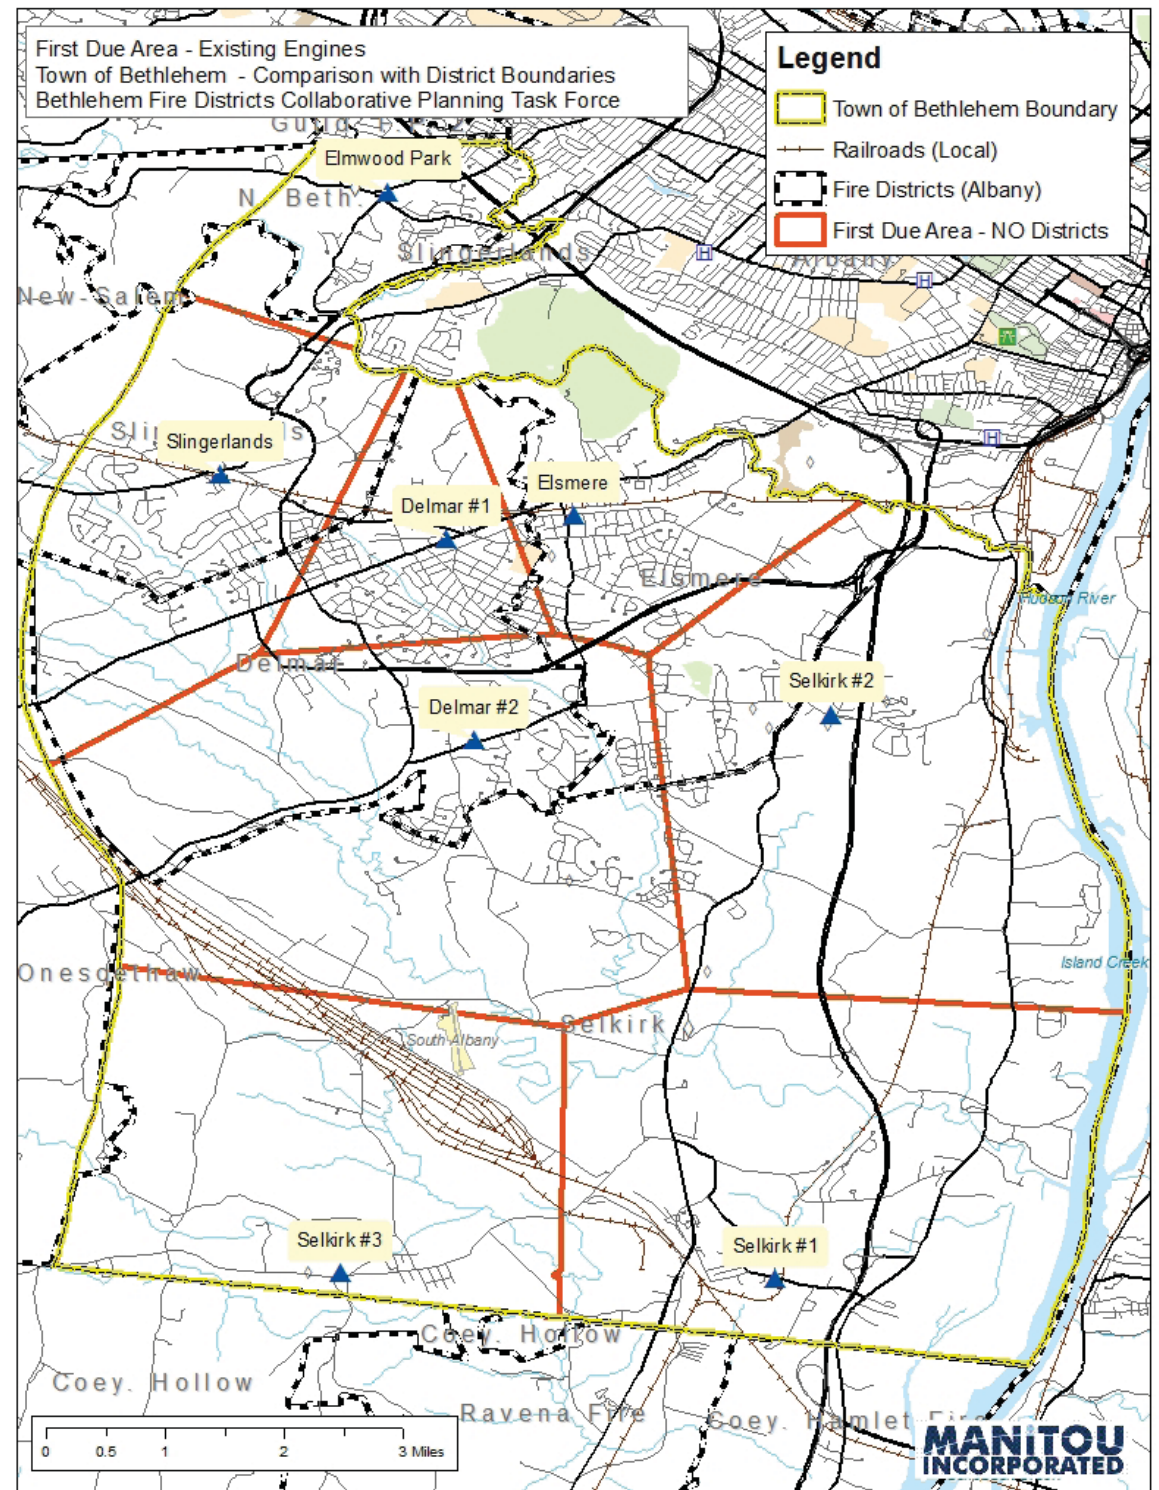 First Due Area - Existing Engines
Town of Bethlehem - Comparison with District Boundaries
Bethlehem Fire Districts Collaborative Planning Task Force
Legend
Town of Bethlehem Boundary
Railroads (Local)
Fire Districts (Albany)
First Due Area - NO Districts
Elmwood Park
N. Beth.
Slingerlands
Albany
New-Salem
Slingerlands
Elsmere
Delmar #1
Elsmere
Hudson River
Delmar
Selkirk #2
Delmar #2
Island Creek
Onesqethaw
Selkirk
South Albany
Selkirk #3
Selkirk #1
Coey. Hollow
Coey. Hollow
Ravena Fire
Coey. Hamlet Fire
0 0.5 1 2 3 Miles
MANITOU
INCORPORATED